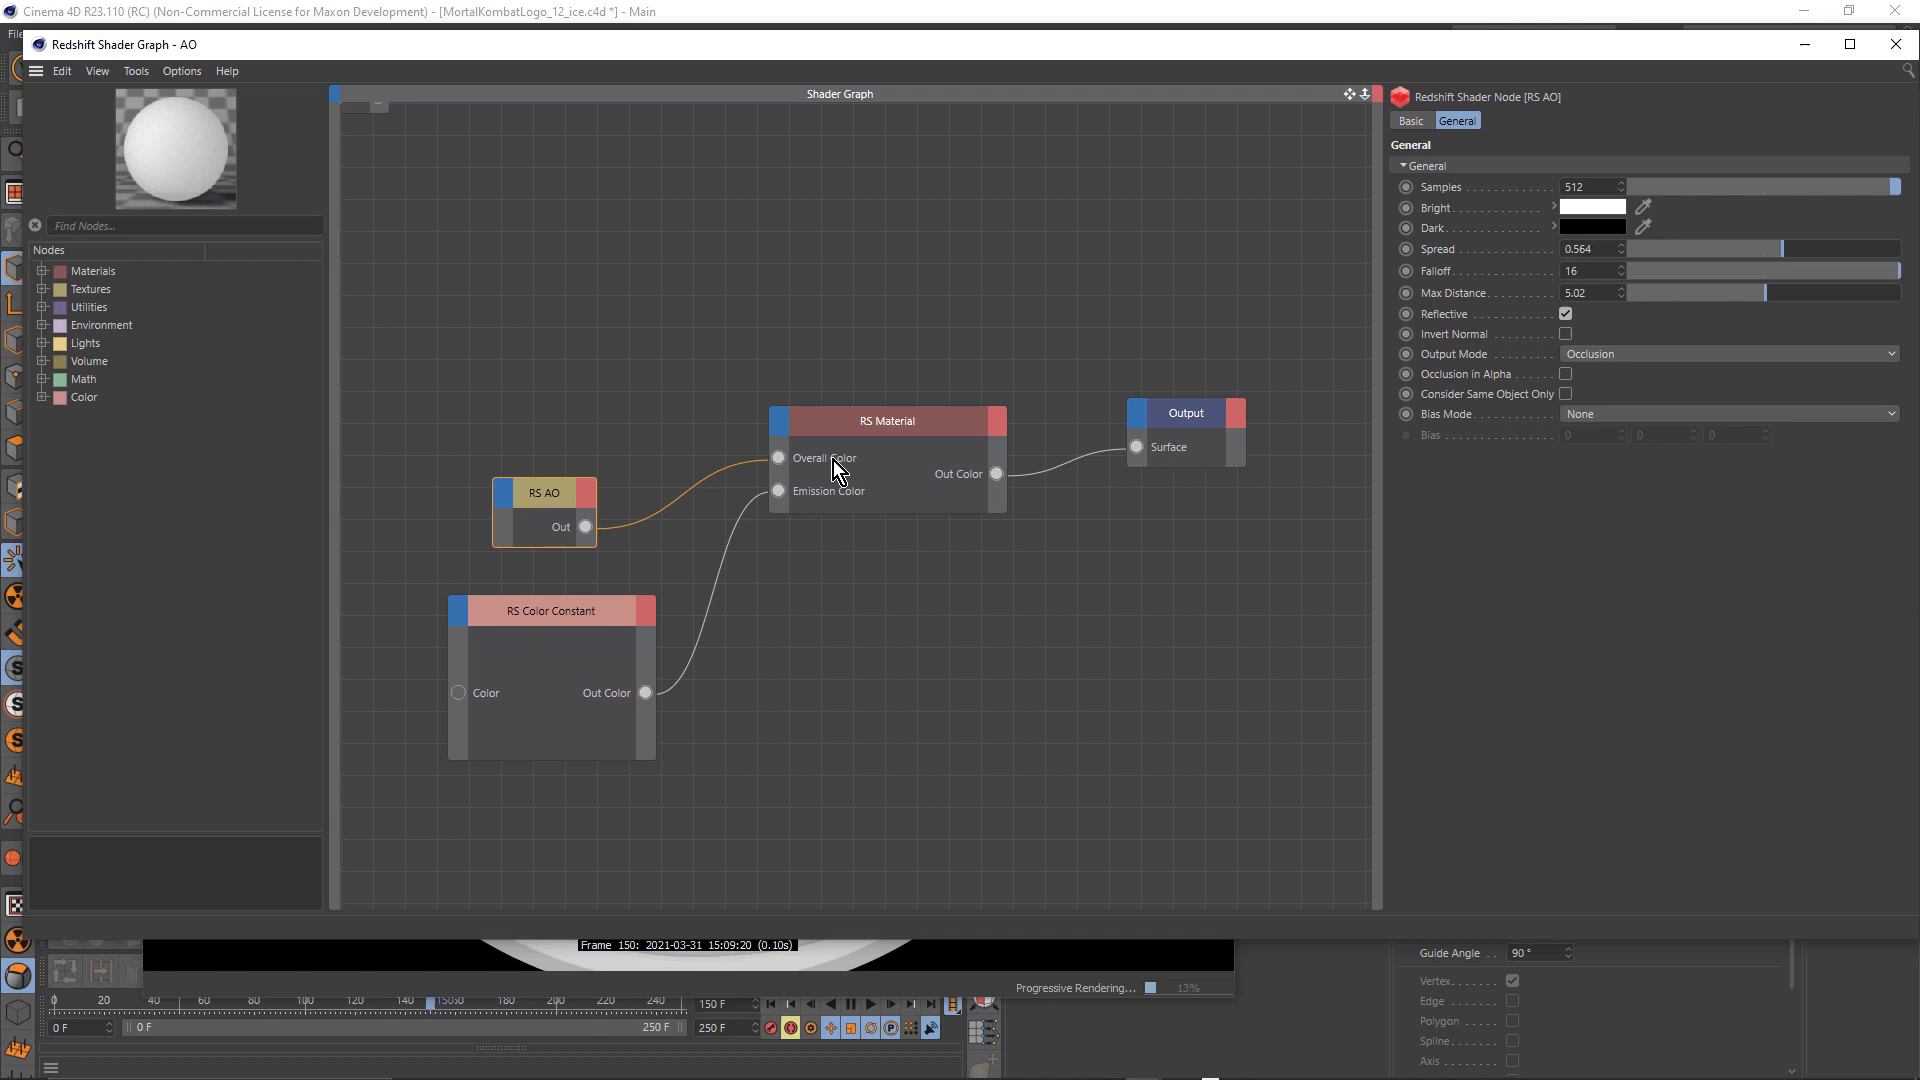 Cinema 4D R23.110 (RC) (Non-Commercial License for Maxon Development) - [MortalKombatLogo_12_ice.c4d *] - Main
Redshift Shader Graph - AO
Edit View Tools Options Help
Shader Graph
Find Nodes...
Nodes
Materials
Textures
Utilities
Environment
Lights
Volume
Math
Color
RS AO
Out
RS Color Constant
Color Out Color
RS Material
Overall Color
Out Color
Emission Color
Output
Surface
Redshift Shader Node [RS AO]
Basic General
General
General
Samples 512
Bright
Dark
Spread 0.564
Falloff 16
Max Distance 5.02
Reflective
Invert Normal
Output Mode Occlusion
Occlusion in Alpha
Consider Same Object Only
Bias Mode None
Bias 0 0 0
Frame 150: 2021-03-31 15:09:20 (0.10s)
Progressive Rendering... 13%
0 20 40 60 80 100 120 140 180 200 220 240
150 F
0 F 0 F 250 F 250 F
Guide Angle 90°
Vertex
Edge
Polygon
Spline
Axis